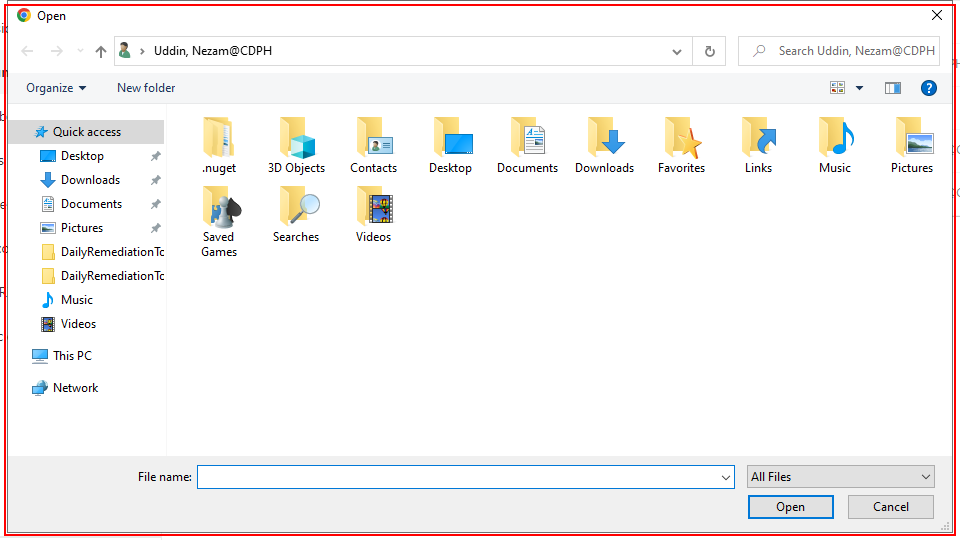 Open
Uddin, Nezam@CDPH
Search Uddin, Nezam@CDPH
Organize
New folder
Quick access
Desktop
Downloads
Documents
Pictures
DailyRemediationTo
DailyRemediationTo
Music
Videos
This PC
Network
.nuget
3D Objects
Contacts
Desktop
Documents
Downloads
Favorites
Links
Music
Pictures
Saved
Games
Searches
Videos
File name:
All Files
Open
Cancel